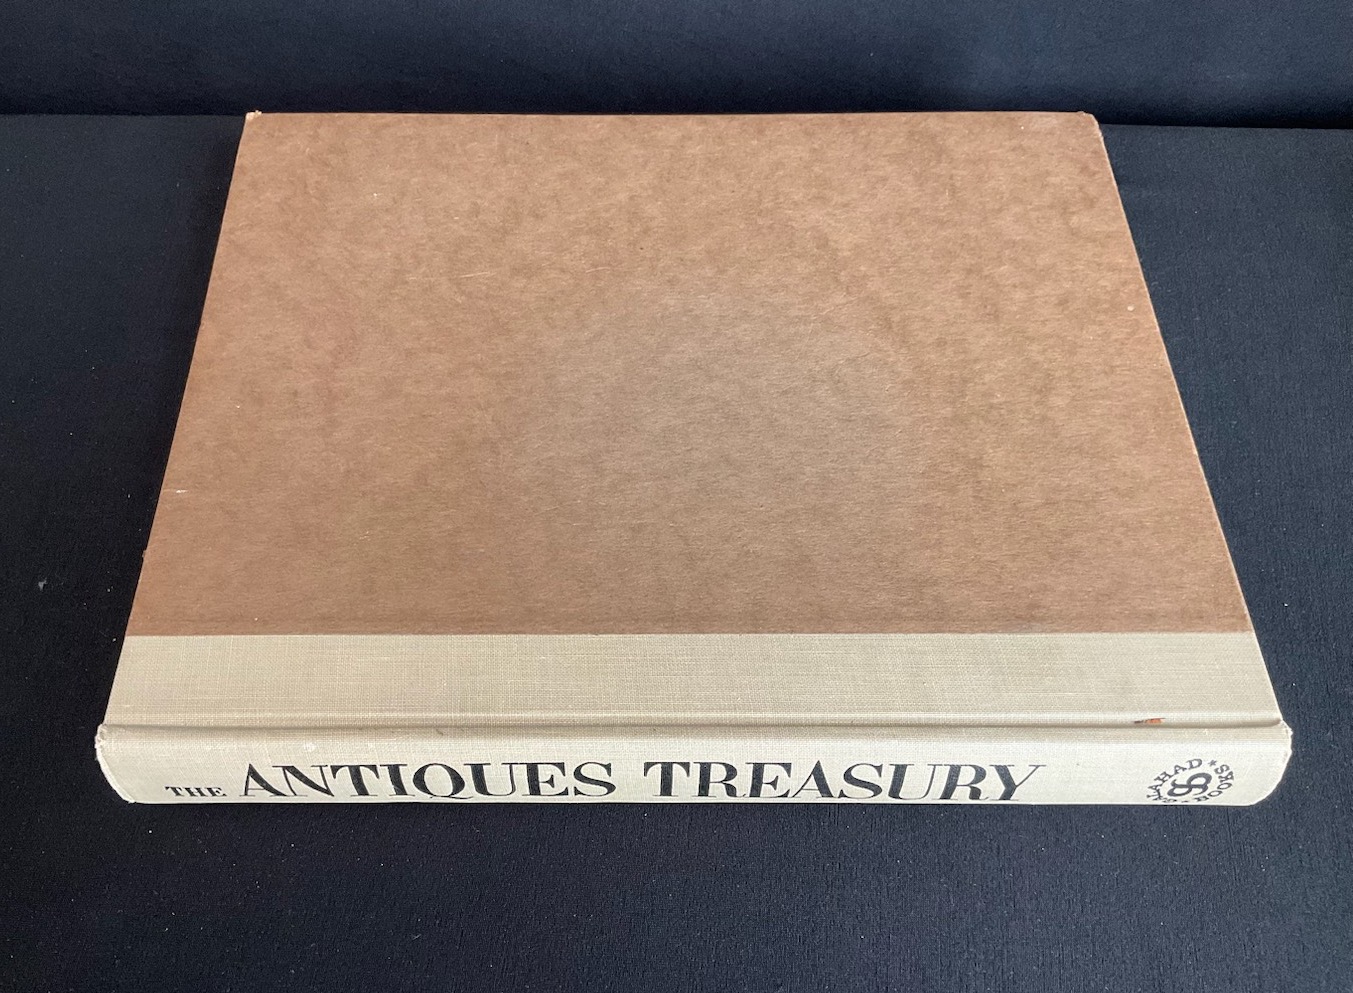 THE ANTIQUES TREASURY
GALAHAD * BOOKS *